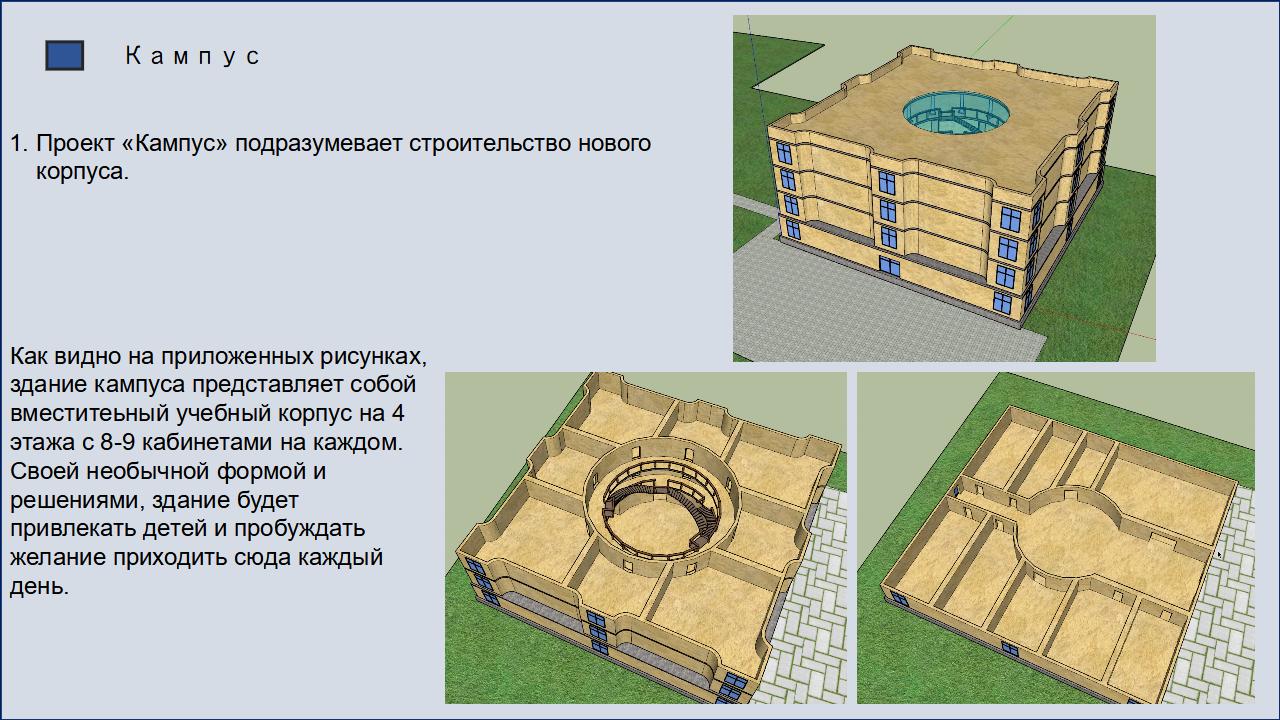 Кампус
1. Проект «Кампус» подразумевает строительство нового
корпуса.
Как видно на приложенных рисунках,
здание кампуса представляет собой
вместитеьный учебный корпус на 4
этажа с 8-9 кабинетами на каждом.
Своей необычной формой и
решениями, здание будет
привлекать детей и пробуждать
желание приходить сюда каждый
день.